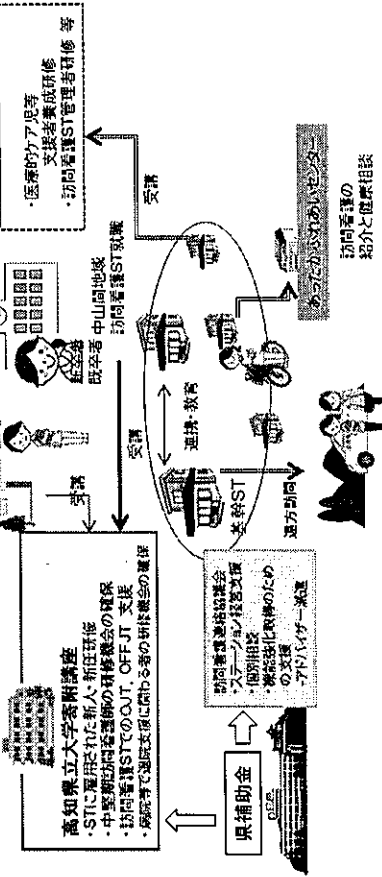 高知県立大学寄附講座
・STに雇用された新人・新任研修
・中堅期訪問看護師の研修機会の確保
・訪問看護STでのOJT、OFFJT 支援
・病院等で退院支援に関わる者の研修機会の確保
県補助金
訪問看護連絡協議会
・ステーション経営支援
・個別相談
・機能強化取得のため
の支援
・アドバイザー派遣
受講
新卒者
既卒者
中山間地域
訪問看護ST就職
受講
基幹ST
連携・教育
遠方訪問
受講
・医療的ケア児等
支援者養成研修
・訪問看護ST管理者研修 等
あったかふれあいセンター
訪問看護の
紹介と健康相談